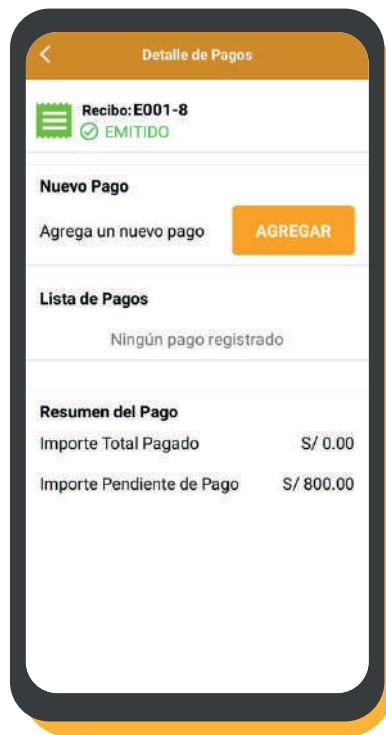 Detalle de Pagos
Recibo: E001-8
EMITIDO
Nuevo Pago
Agrega un nuevo pago AGREGAR
Lista de Pagos
Ningún pago registrado
Resumen del Pago
Importe Total Pagado S/ 0.00
Importe Pendiente de Pago S/ 800.00